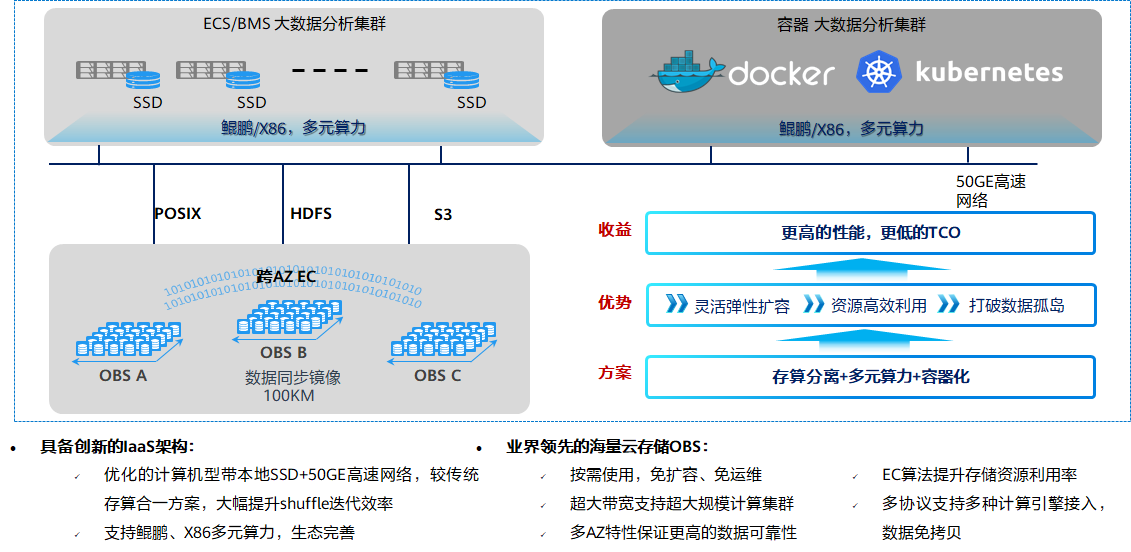 ECS/BMS 大数据分析集群
SSD
SSD
SSD
鲲鹏/X86，多元算力
容器 大数据分析集群
docker
kubernetes
鲲鹏/X86，多元算力
50GE高速
网络
POSIX
HDFS
S3
跨AZ EC
1010101010101010101010101010101010101010
1010101010101010101010101010101010101010
OBS A
OBS B
OBS C
数据同步镜像
100KM
收益
更高的性能，更低的TCO
优势
灵活弹性扩容
资源高效利用
打破数据孤岛
方案
存算分离+多元算力+容器化
• 具备创新的IaaS架构：
✓ 优化的计算机型带本地SSD+50GE高速网络，较传统
存算合一方案，大幅提升shuffle迭代效率
✓ 支持鲲鹏、X86多元算力，生态完善
• 业界领先的海量云存储OBS：
✓ 按需使用，免扩容、免运维
✓ 超大带宽支持超大规模计算集群
✓ 多AZ特性保证更高的数据可靠性
✓ EC算法提升存储资源利用率
✓ 多协议支持多种计算引擎接入，
数据免拷贝